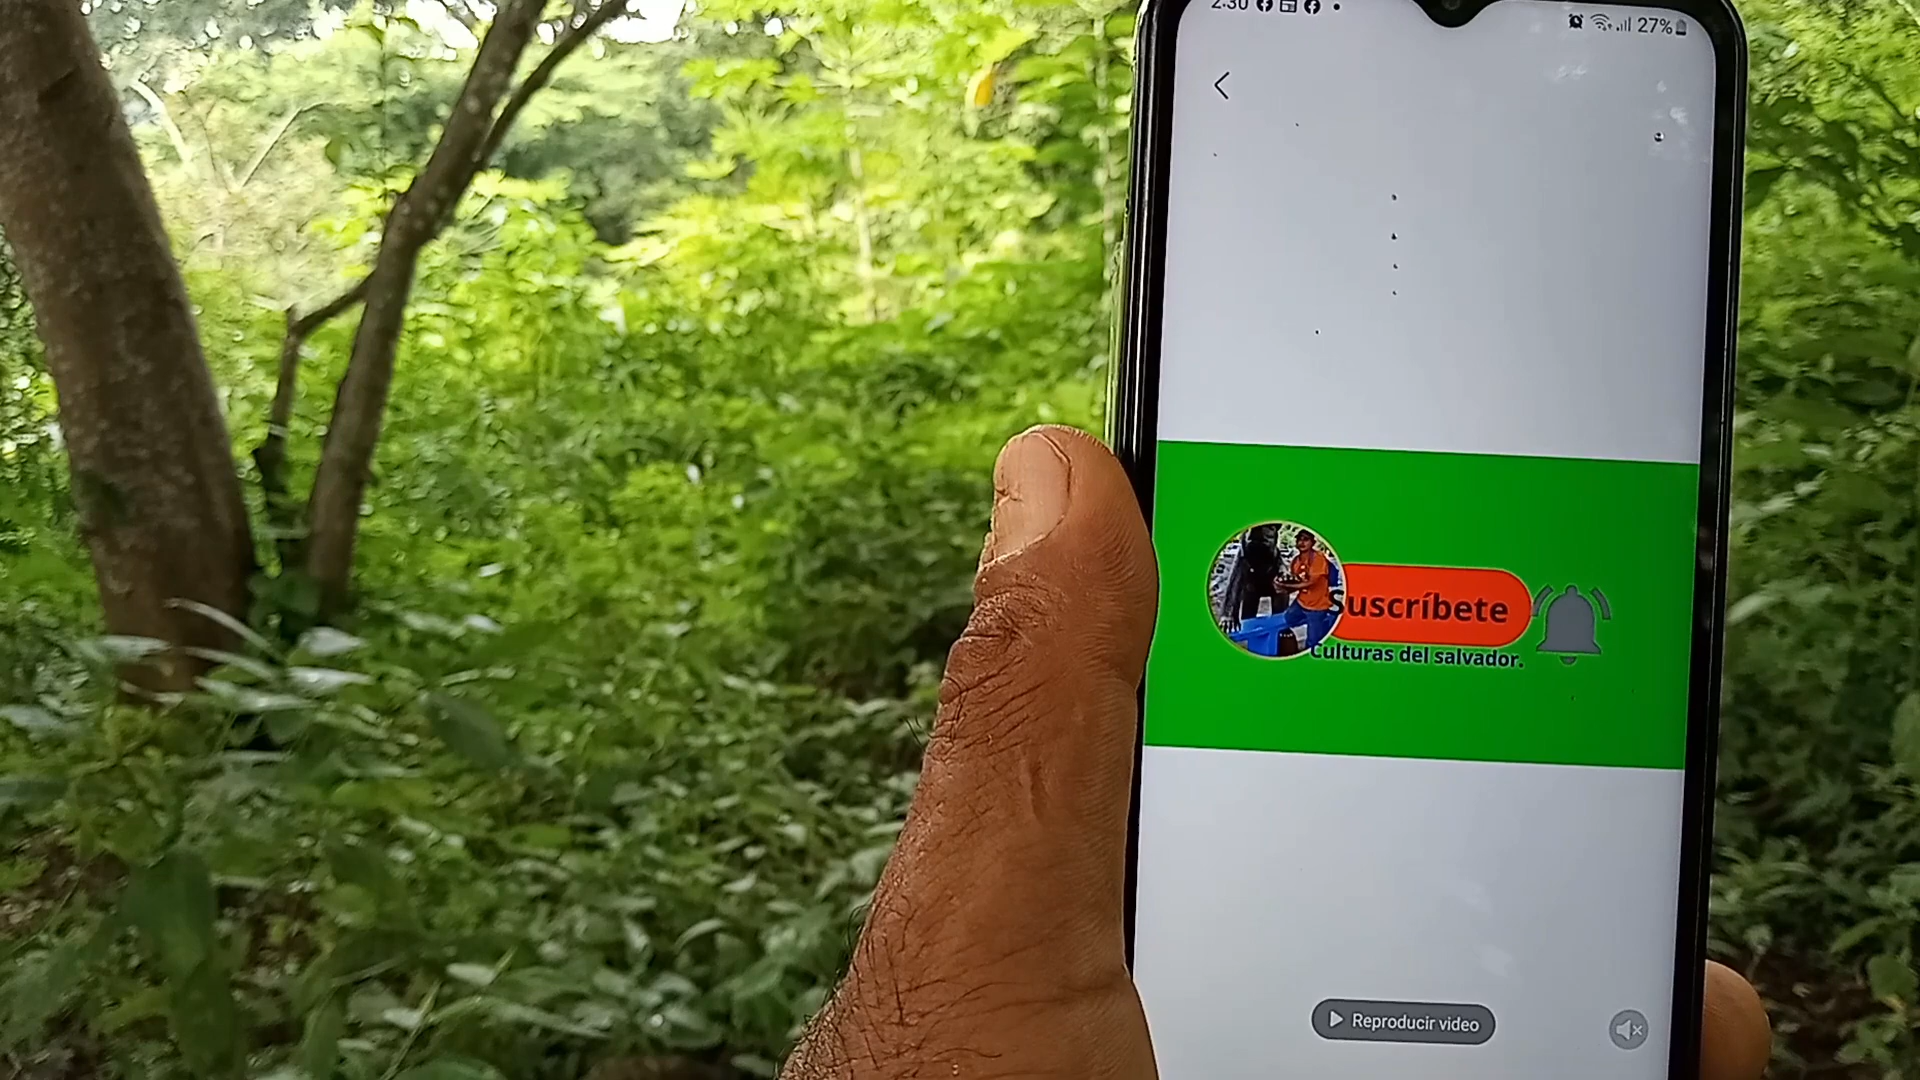 2:30
27%
Suscríbete
Culturas del salvador.
Reproducir video